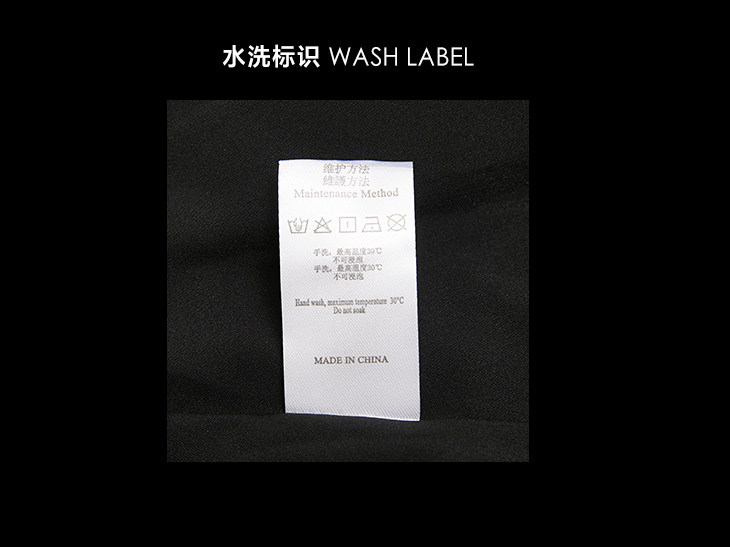 水洗标识 WASH LABEL
维护方法
維護方法
Maintenance Method
手洗，最高温度30℃
不可浸泡
手洗，最高溫度30℃
不可浸泡
Hand wash, maximum temperature 30°C
Do not soak
MADE IN CHINA